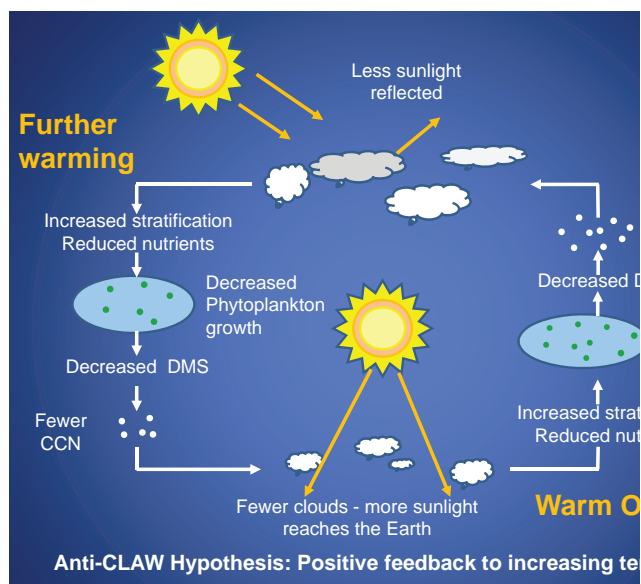 Less sunlight
reflected
Further
warming
Increased stratification
Reduced nutrients
Decreased
Phytoplankton
growth
Decreased DMS
Fewer
CCN
Decreased D
Increased strat
Reduced nut
Fewer clouds - more sunlight
reaches the Earth
Warm O
Anti-CLAW Hypothesis: Positive feedback to increasing te